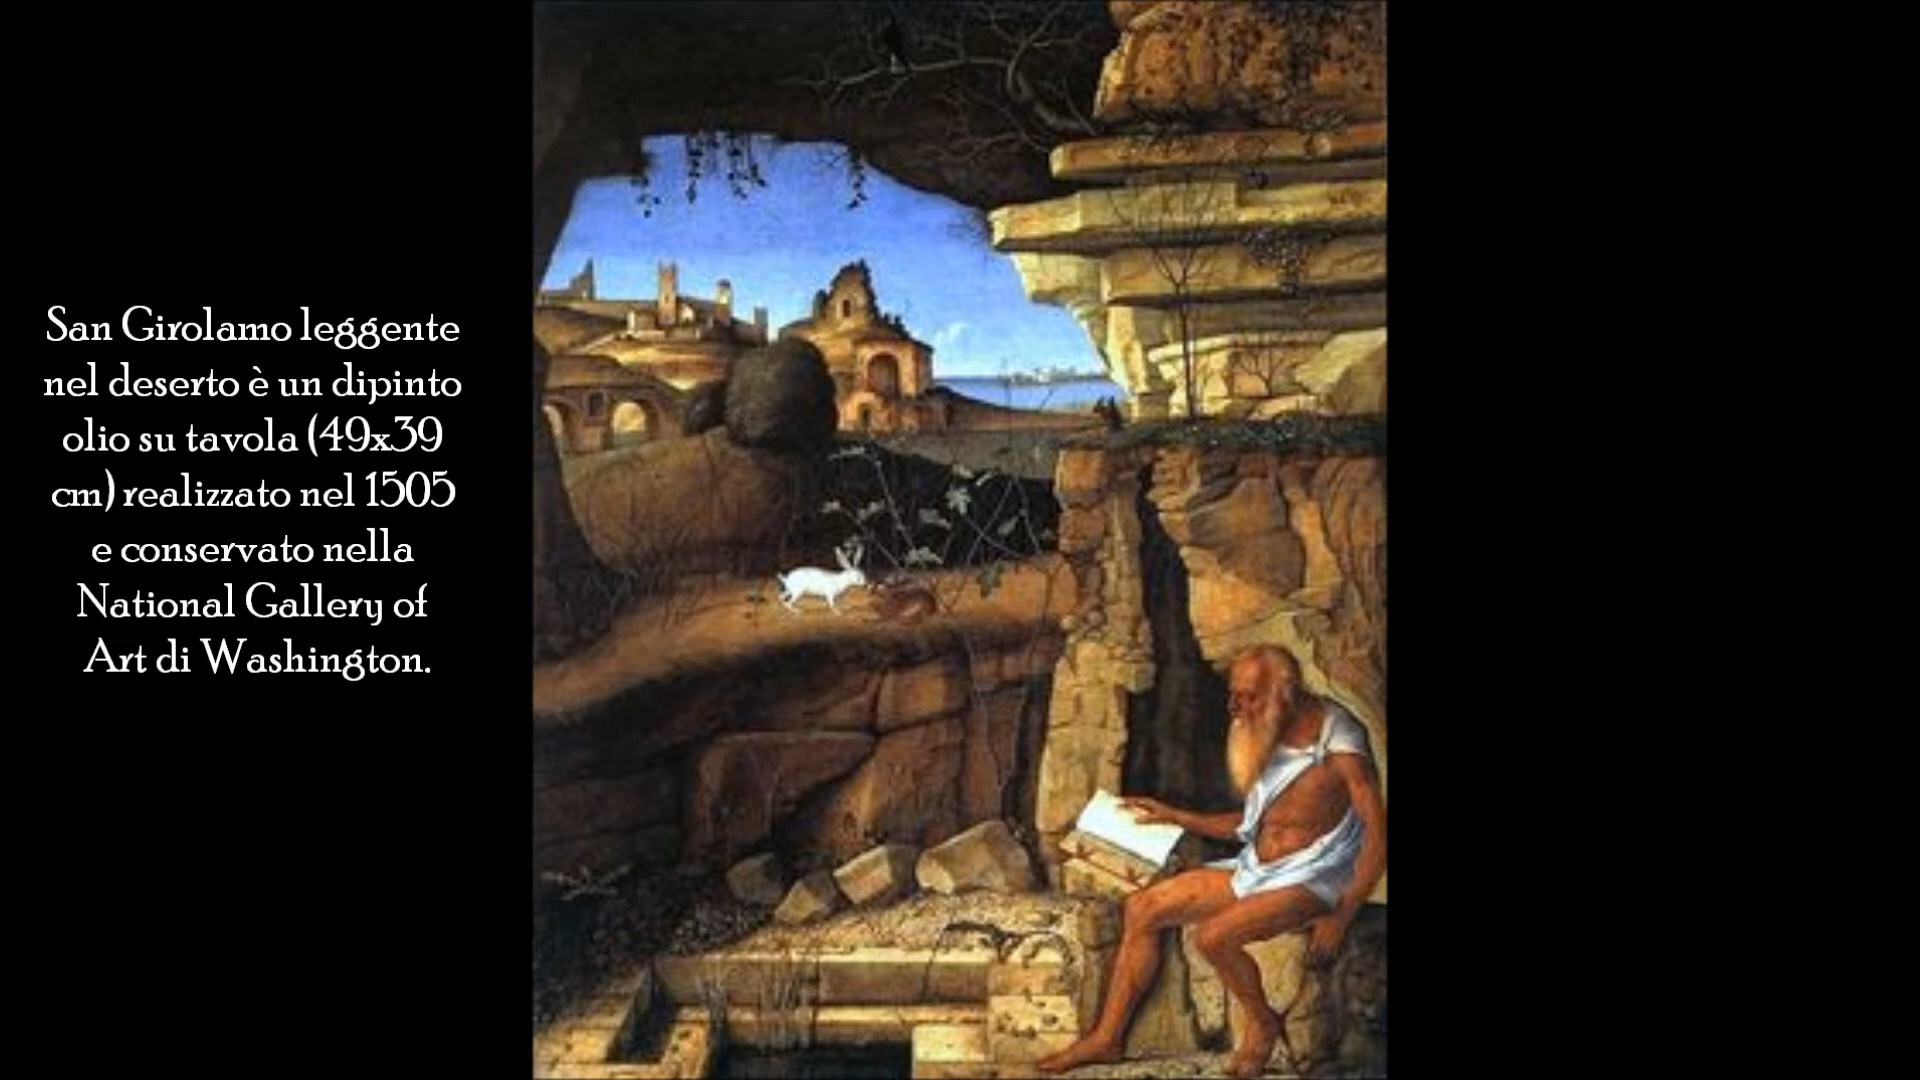 San Girolamo leggente
nel deserto è un dipinto
olio su tavola (49x39
cm) realizzato nel 1505
e conservato nella
National Gallery of
Art di Washington.